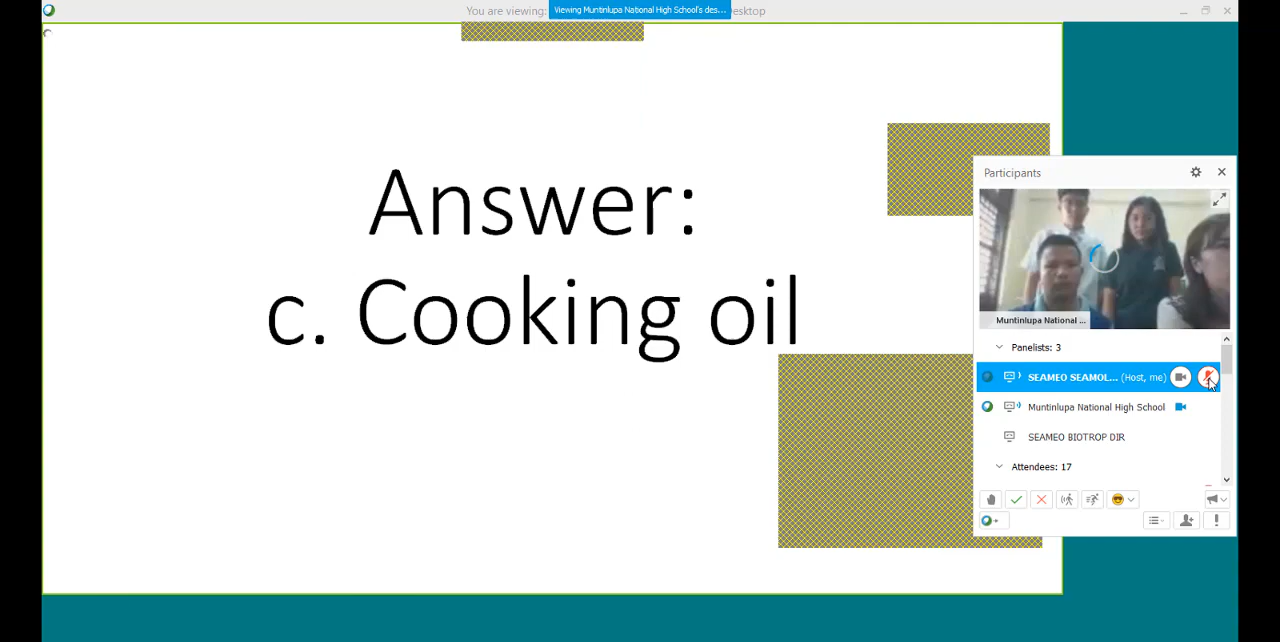 You are viewing:
Viewing Muntinlupa National High School's des...
esktop
Answer:
c. Cooking oil
Participants
Muntinlupa National ...
Panelists: 3
SEAMEO SEAMOL... (Host, me)
Muntinlupa National High School
SEAMEO BIOTROP DIR
Attendees: 17